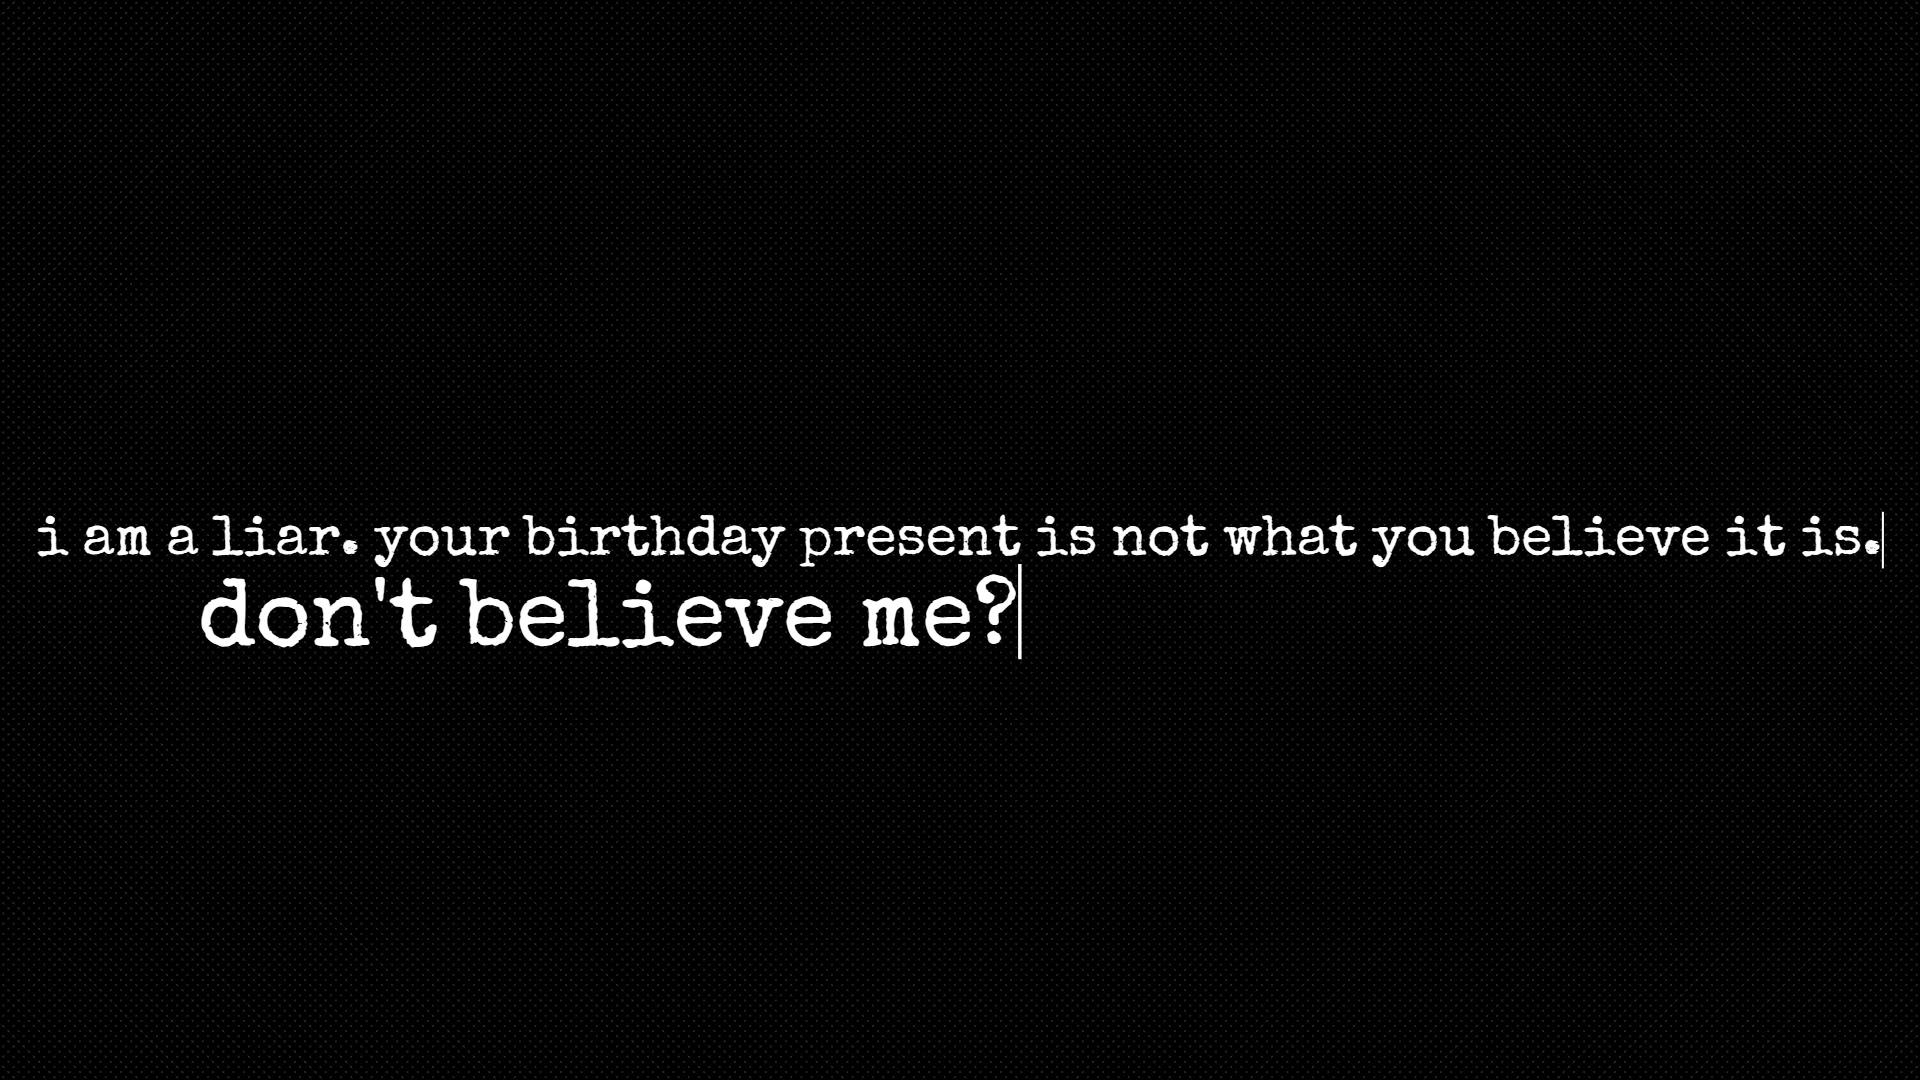 i am a liar. your birthday present is not what you believe it is.
don't believe me?